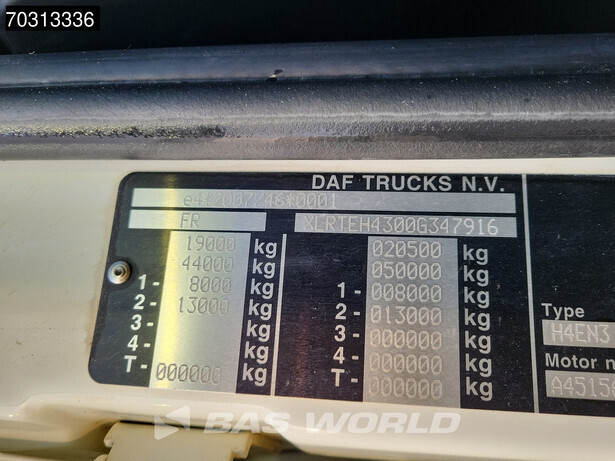 70313336
DAF TRUCKS N.V.
e4*2007/46*0001
FR XLRTEH4300G347916
19000 kg 020500 kg
44000 kg 050000 kg
1- 8000 kg 1- 008000 kg
2- 13000 kg 2- 013000 kg
3- kg 3- 000000 kg
4- kg 4- 000000 kg
T- 000000 kg T- 000000 kg
Type
H4EN3
Motor n
A4515
BAS WORLD